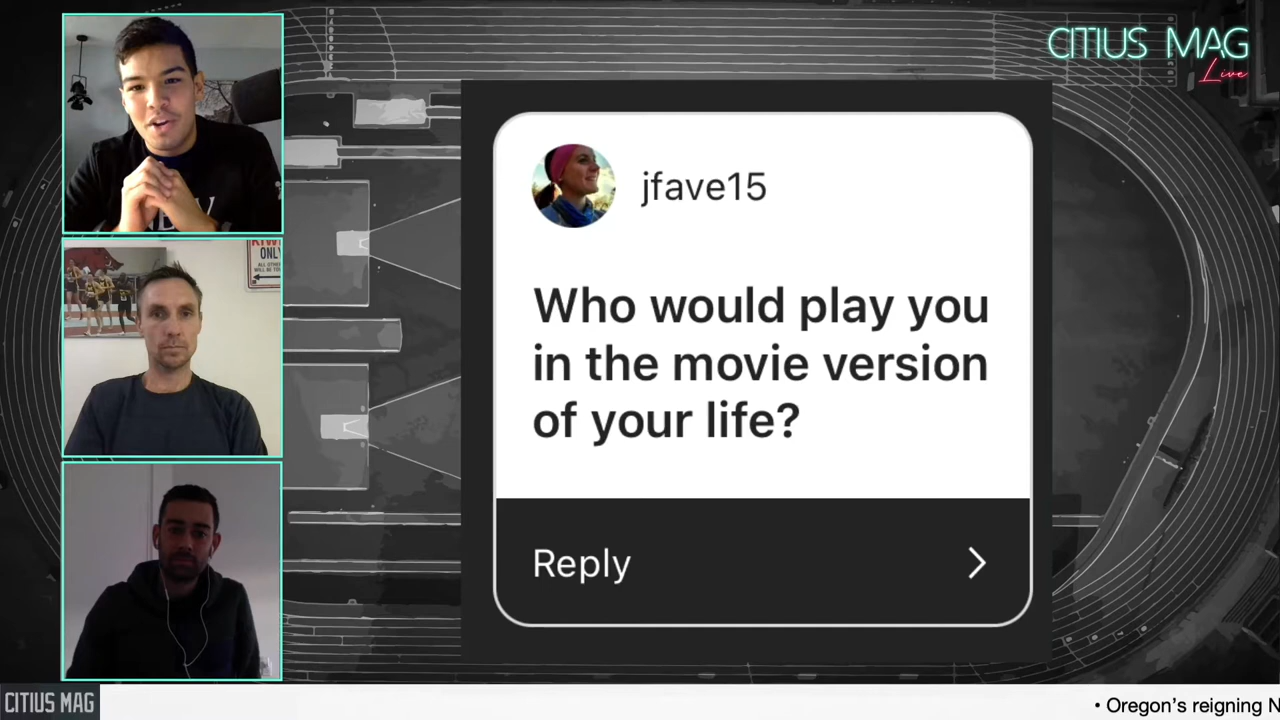 CITIUS MAG
Live
jfave15
Who would play you
in the movie version
of your life?
Reply
ONLY
CITIUS MAG
• Oregon's reigning N